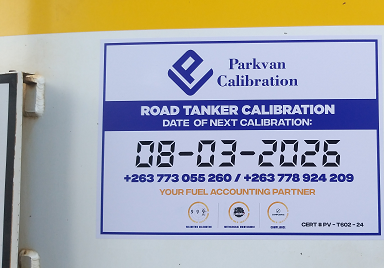 Parkvan
Calibration
ROAD TANKER CALIBRATION
DATE OF NEXT CALIBRATION:
08-03-2026
+263 773 055 260 / +263 778 924 209
YOUR FUEL ACCOUNTING PARTNER
CERT # PV - T602 - 24